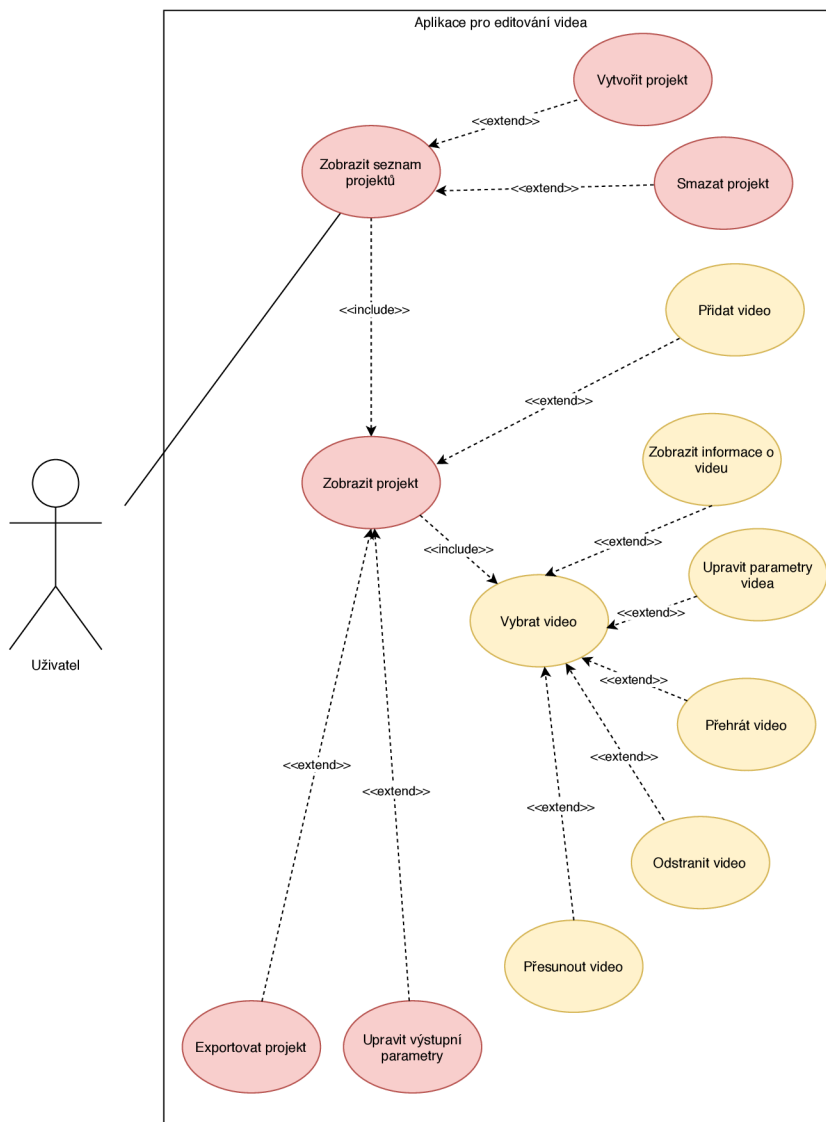 Aplikace pro editování videa
Vytvořit projekt
<<extend>>
Zobrazit seznam
projektů
<<extend>>
Smazat projekt
<<include>>
Přidat video
<<extend>>
Zobrazit informace o
videu
Zobrazit projekt
<<include>>
<<extend>>
Upravit parametry
videa
<<extend>>
Vybrat video
<<extend>>
Přehrát video
Uživatel
<<extend>>
<<extend>>
<<extend>>
<<extend>>
Odstranit video
Přesunout video
Exportovat projekt
Upravit výstupní
parametry